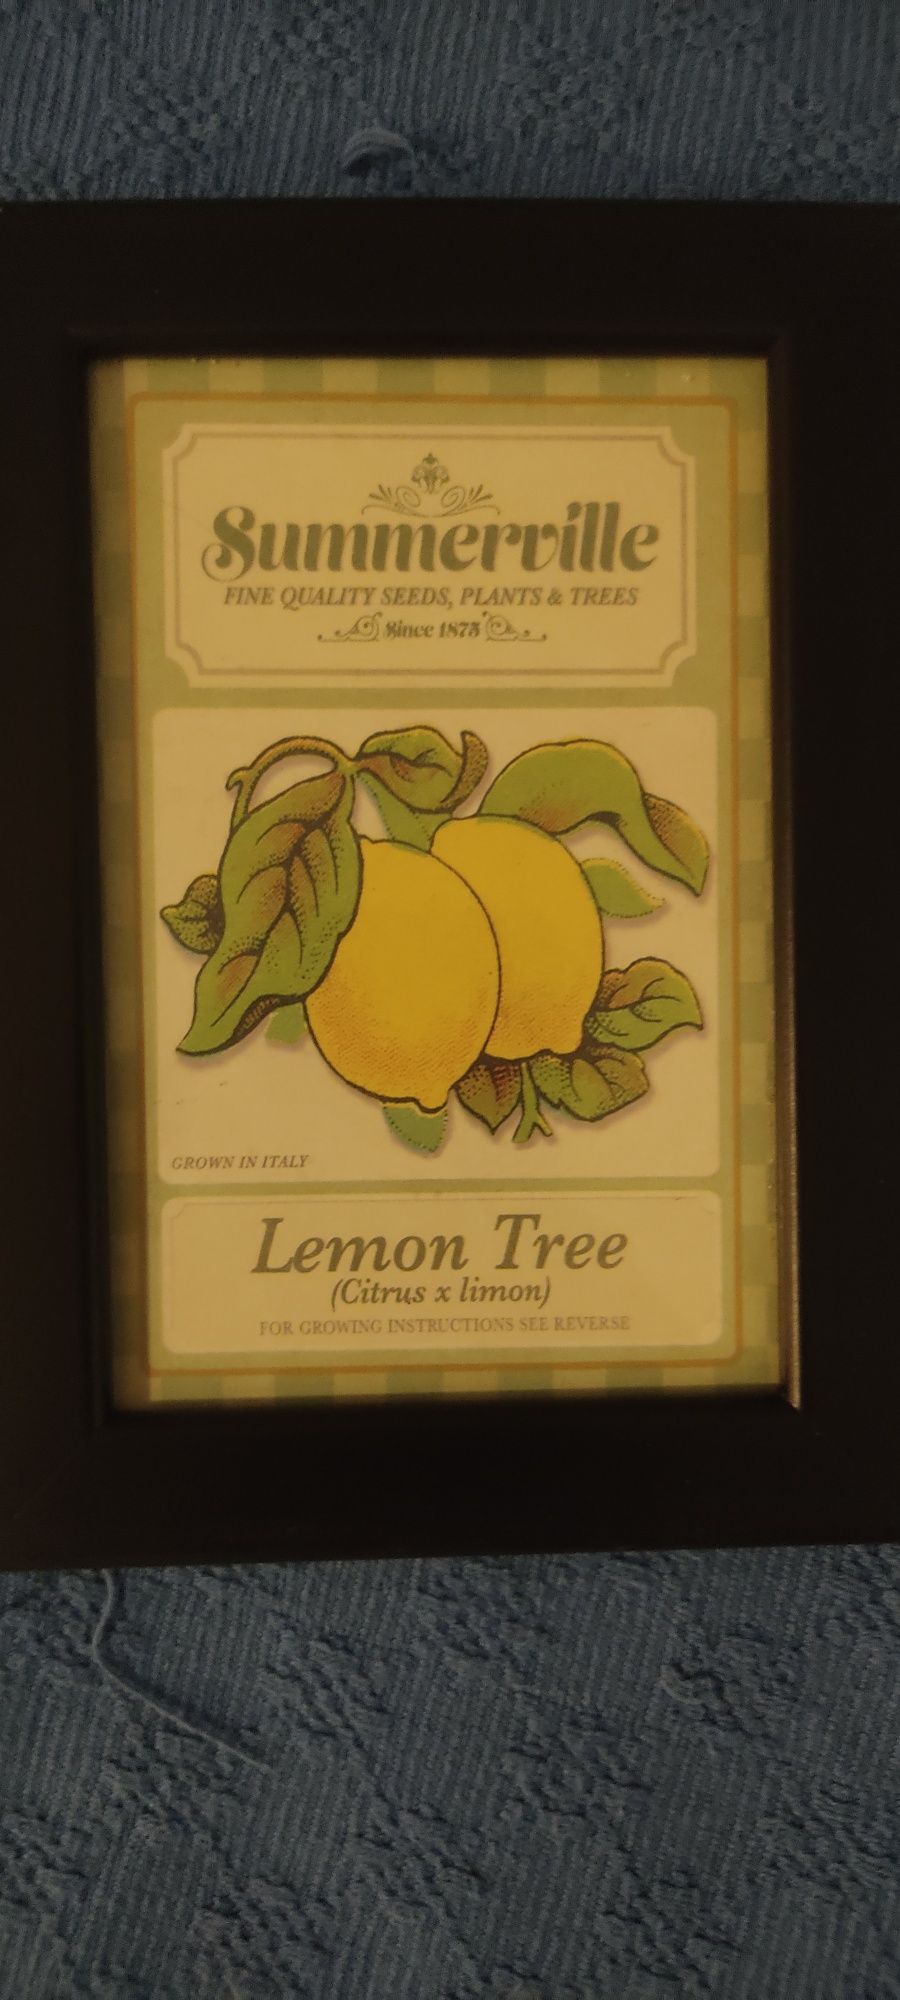 Summerville
FINE QUALITY SEEDS, PLANTS & TREES
Since 1875
GROWN IN ITALY
Lemon Tree
(Citrus x limon)
FOR GROWING INSTRUCTIONS SEE REVERSE